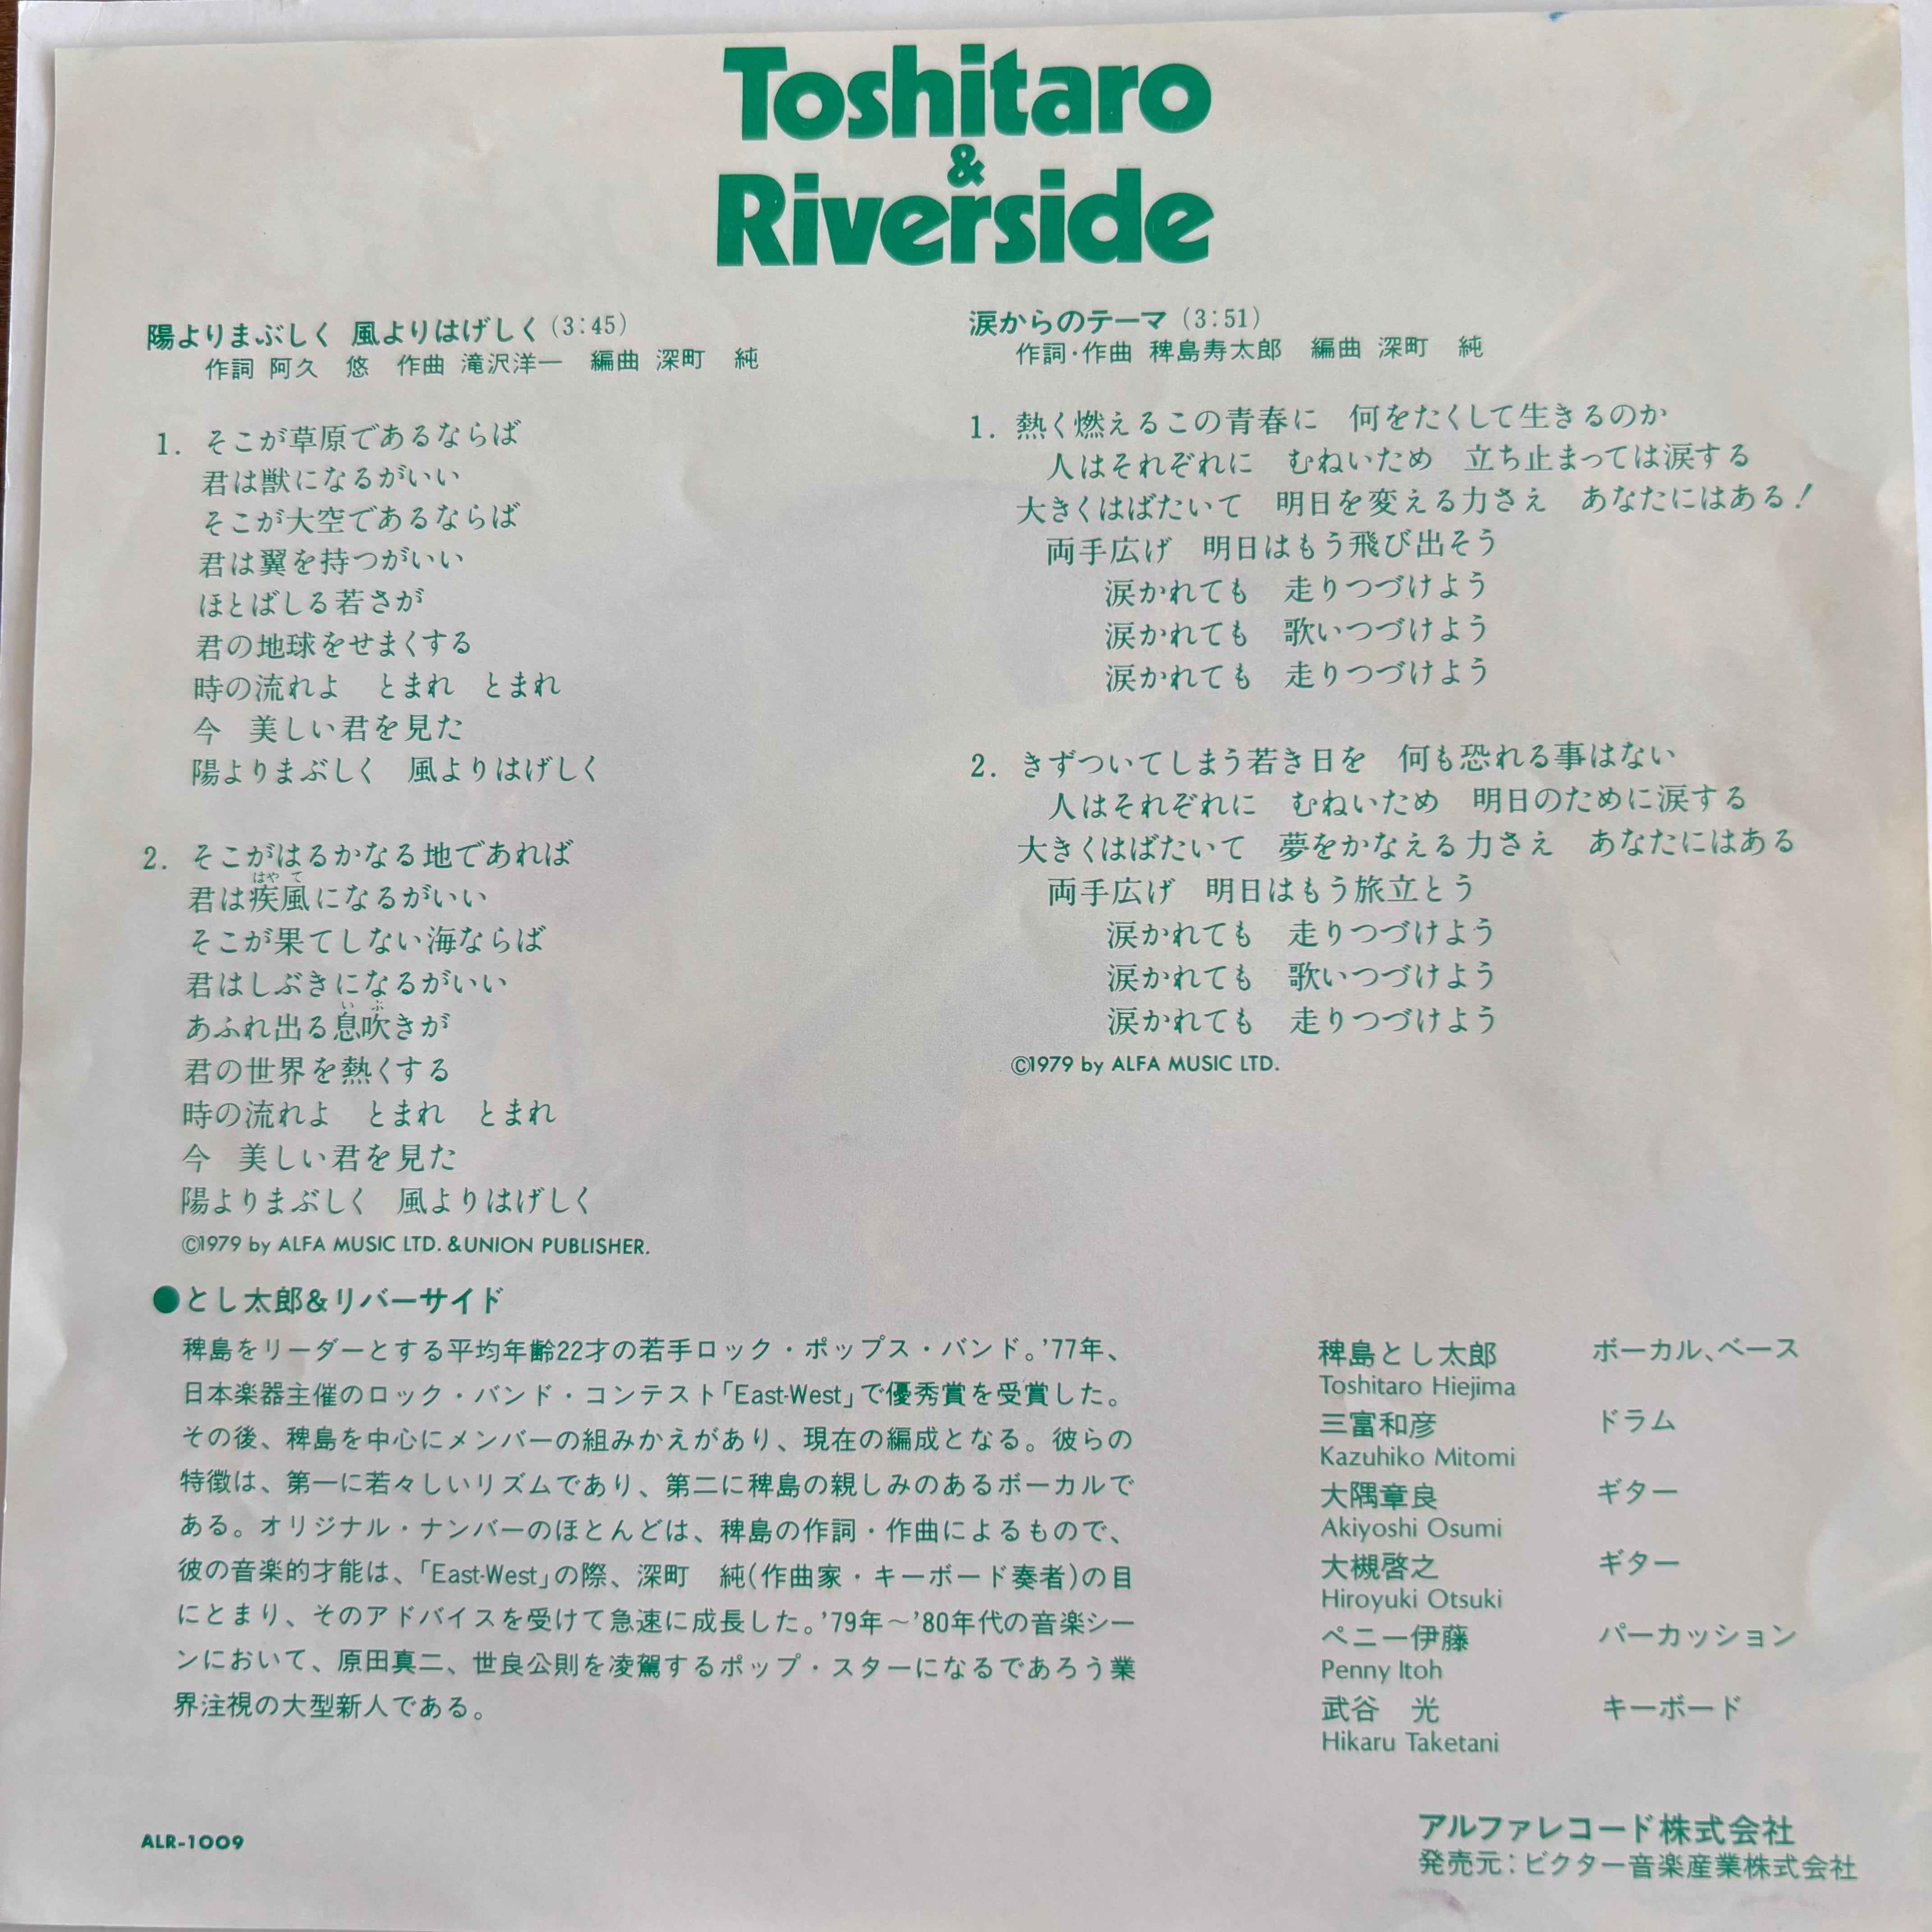 Toshitaro
&
Riverside
陽よりまぶしく 風よりはげしく(3:45)
作詞 阿久 悠 作曲 滝沢洋一 編曲 深町 純
1. そこが草原であるならば
君は獣になるがいい
そこが大空であるならば
君は翼を持つがいい
ほとばしる若さが
君の地球をせまくする
時の流れよ とまれ とまれ
今 美しい君を見た
陽よりまぶしく 風よりはげしく
2. そこがはるかなる地であれば
はやて
君は疾風になるがいい
そこが果てしない海ならば
君はしぶきになるがいい
いぶ
あふれ出る息吹きが
君の世界を熱くする
時の流れよ とまれ とまれ
今 美しい君を見た
陽よりまぶしく 風よりはげしく
©1979 by ALFA MUSIC LTD. &UNION PUBLISHER.
涙からのテーマ(3:51)
作詞・作曲 稗島寿太郎 編曲 深町 純
1. 熱く燃えるこの青春に 何をたくして生きるのか
人はそれぞれに むねいため 立ち止まっては涙する
大きくはばたいて 明日を変える力さえ あなたにはある!
両手広げ 明日はもう飛び出そう
涙かれても 走りつづけよう
涙かれても 歌いつづけよう
涙かれても 走りつづけよう
2. きずついてしまう若き日を 何も恐れる事はない
人はそれぞれに むねいため 明日のために涙する
大きくはばたいて 夢をかなえる力さえ あなたにはある
両手広げ 明日はもう旅立とう
涙かれても 走りつづけよう
涙かれても 歌いつづけよう
涙かれても 走りつづけよう
©1979 by ALFA MUSIC LTD.
●とし太郎&リバーサイド
稗島をリーダーとする平均年齢22才の若手ロック・ポップス・バンド。'77年、
日本楽器主催のロック・バンド・コンテスト「East-West」で優秀賞を受賞した。
その後、稗島を中心にメンバーの組みかえがあり、現在の編成となる。彼らの
特徴は、第一に若々しいリズムであり、第二に稗島の親しみのあるボーカルで
ある。オリジナル・ナンバーのほとんどは、稗島の作詞・作曲によるもので、
彼の音楽的才能は、「East-West」の際、深町 純(作曲家・キーボード奏者)の目
にとまり、そのアドバイスを受けて急速に成長した。'79年〜'80年代の音楽シー
ンにおいて、原田真二、世良公則を凌駕するポップ・スターになるであろう業
界注視の大型新人である。
稗島とし太郎 ボーカル、ベース
Toshitaro Hiejima
三富和彦 ドラム
Kazuhiko Mitomi
大隅章良 ギター
Akiyoshi Osumi
大槻啓之 ギター
Hiroyuki Otsuki
ペニー伊藤 パーカッション
Penny Itoh
武谷 光 キーボード
Hikaru Taketani
ALR-1009
アルファレコード株式会社
発売元:ビクター音楽産業株式会社